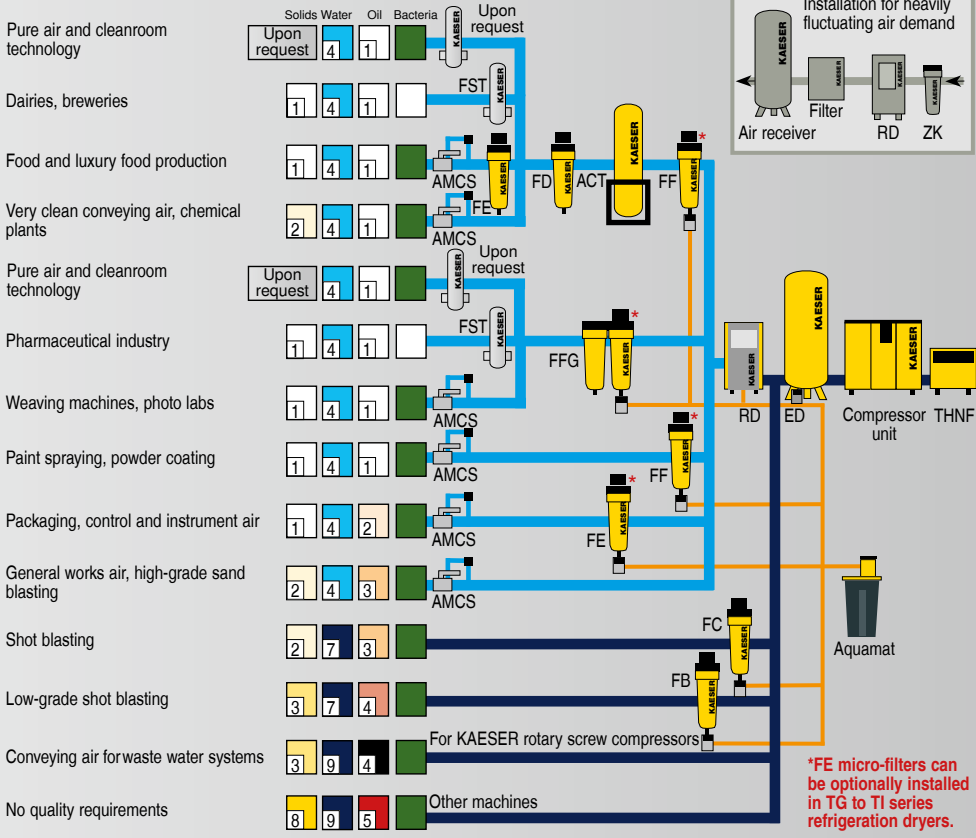 Solids Water Oil Bacteria
Pure air and cleanroom
technology
Upon
request
4
1
KAESER
Upon
request
Dairies, breweries
1
4
1
FST
KAESER
Food and luxury food production
1
4
1
AMCS
KAESER
FE
FD
KAESER
ACT
KAESER
FF
KAESER
*
Very clean conveying air, chemical
plants
2
4
1
AMCS
Pure air and cleanroom
technology
Upon
request
4
1
KAESER
Upon
request
Pharmaceutical industry
1
4
1
FST
KAESER
FFG
KAESER
*
Weaving machines, photo labs
1
4
1
AMCS
Paint spraying, powder coating
1
4
1
AMCS
FF
KAESER
*
Packaging, control and instrument air
1
4
2
AMCS
FE
KAESER
*
General works air, high-grade sand
blasting
2
4
3
AMCS
Shot blasting
2
7
3
FC
KAESER
Low-grade shot blasting
3
7
4
FB
KAESER
Conveying air for waste water systems
3
9
4
For KAESER rotary screw compressors
No quality requirements
8
9
5
Other machines
Installation for heavily
fluctuating air demand
KAESER
KAESER
KAESER
KAESER
Air receiver
Filter
RD
ZK
KAESER
RD
KAESER
ED
KAESER
Compressor
unit
THNF
Aquamat
*FE micro-filters can
be optionally installed
in TG to TI series
refrigeration dryers.